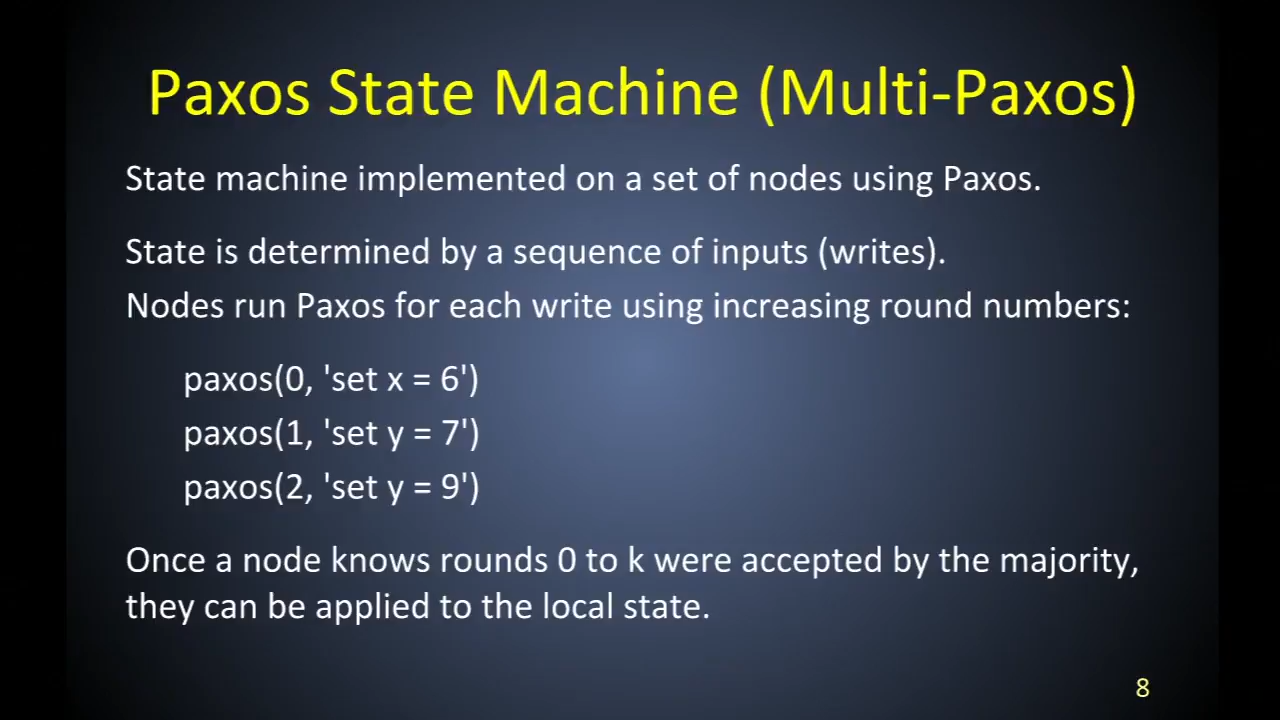 Paxos State Machine (Multi-Paxos)
State machine implemented on a set of nodes using Paxos.
State is determined by a sequence of inputs (writes).
Nodes run Paxos for each write using increasing round numbers:
paxos(0, 'set x = 6')
paxos(1, 'set y = 7')
paxos(2, 'set y = 9')
Once a node knows rounds 0 to k were accepted by the majority,
they can be applied to the local state.
8